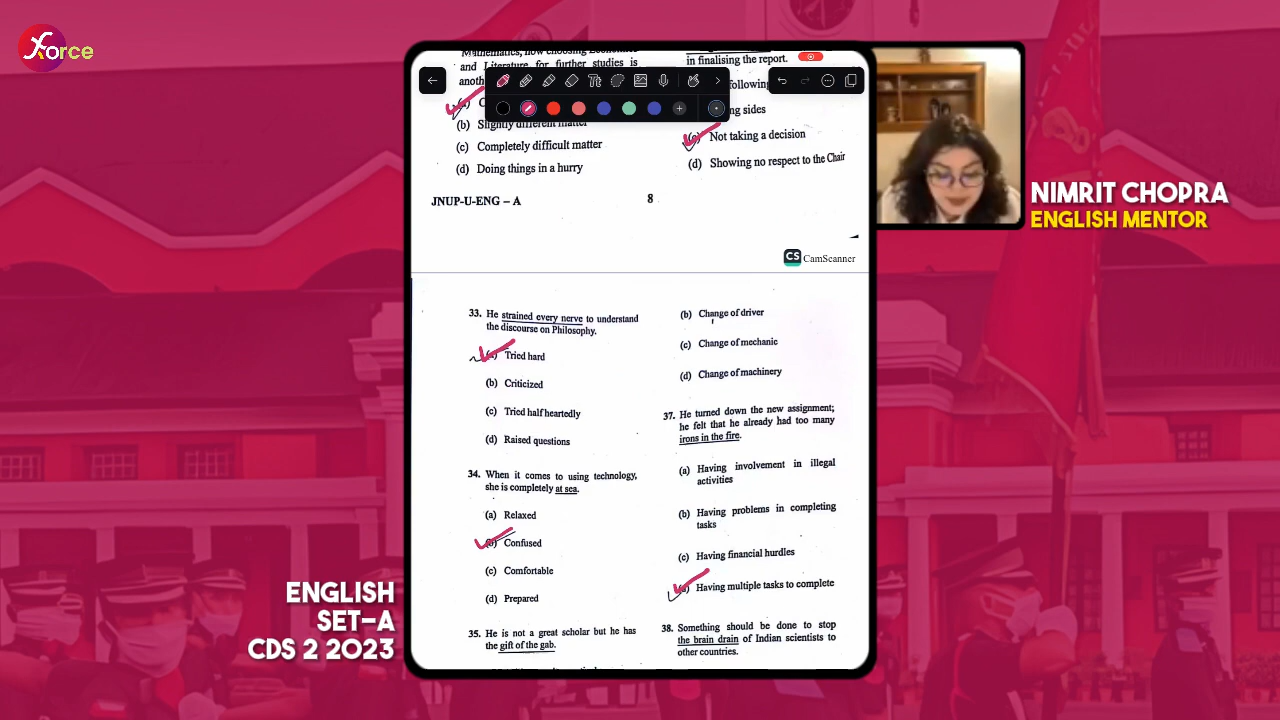 xforce
Mathematics, now choosing Economics
and Literature for further studies is
(b) Slightly different matter
(c) Completely difficult matter
(d) Doing things in a hurry
in finalising the report.
following
sides
(c) Not taking a decision
(d) Showing no respect to the Chair
JNUP-U-ENG – A
8
CS CamScanner
33. He strained every nerve to understand
the discourse on Philosophy.
(a) Tried hard
(b) Criticized
(c) Tried half heartedly
(d) Raised questions
34. When it comes to using technology,
she is completely at sea.
(a) Relaxed
(b) Confused
(c) Comfortable
(d) Prepared
35. He is not a great scholar but he has
the gift of the gab.
(b) Change of driver
(c) Change of mechanic
(d) Change of machinery
37. He turned down the new assignment;
he felt that he already had too many
irons in the fire.
(a) Having involvement in illegal
activities
(b) Having problems in completing
tasks
(c) Having financial hurdles
(d) Having multiple tasks to complete
38. Something should be done to stop
the brain drain of Indian scientists to
other countries.
NIMRIT CHOPRA
ENGLISH MENTOR
ENGLISH
SET–A
CDS 2 2023